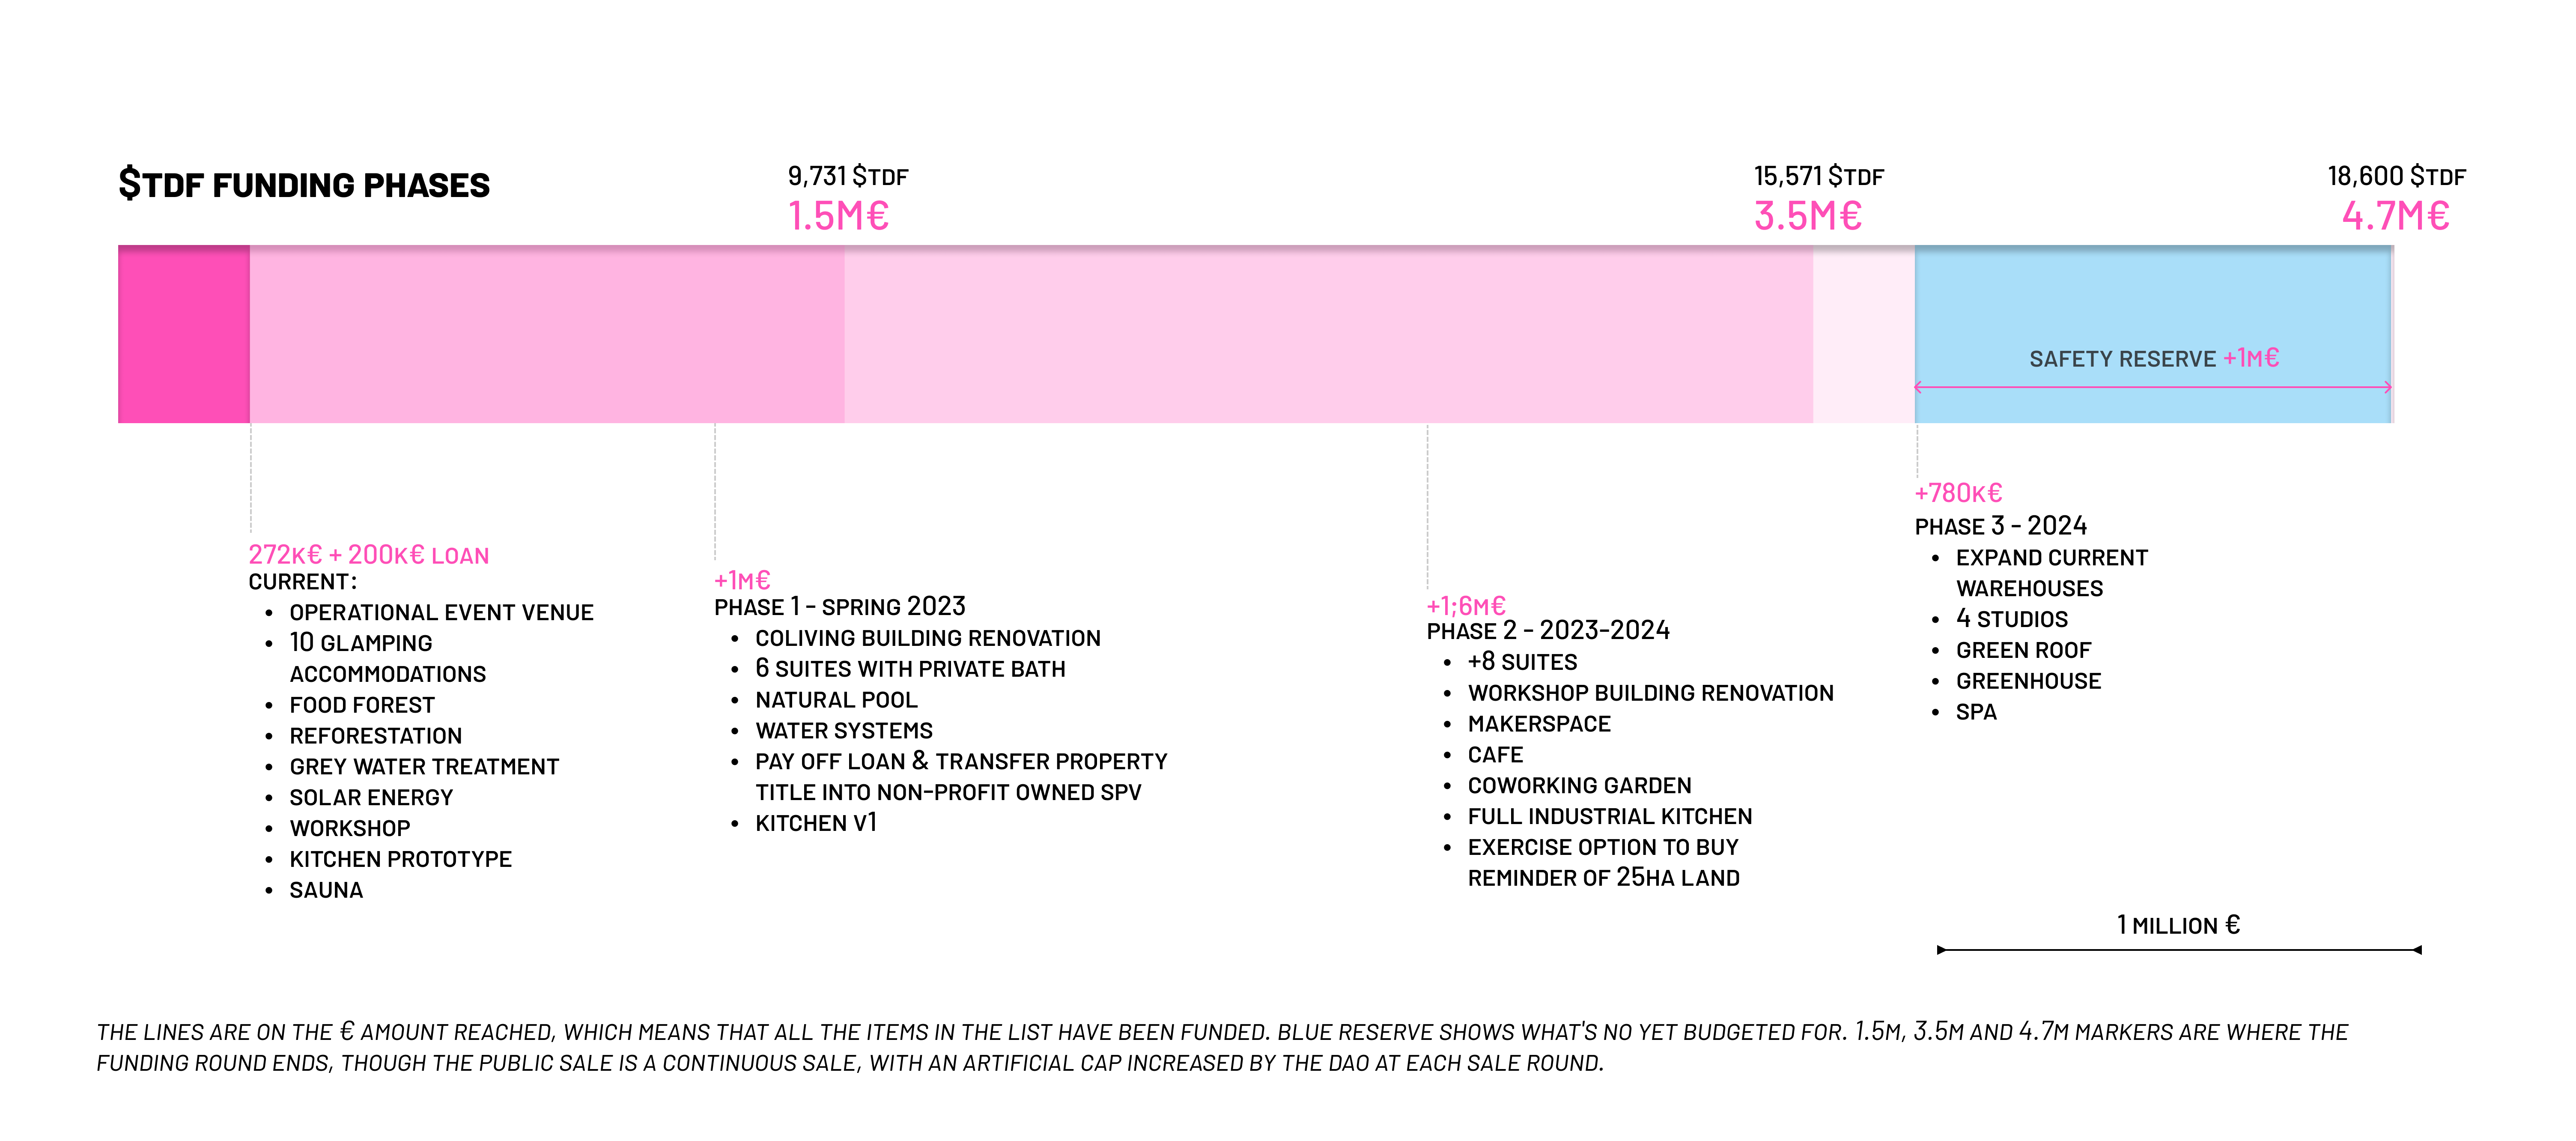 $TDF FUNDING PHASES
9,731 $TDF
1.5M€
15,571 $TDF
3.5M€
18,600 $TDF
4.7M€
SAFETY RESERVE +1M€
272K€ + 200K€ LOAN
CURRENT:
• OPERATIONAL EVENT VENUE
• 10 GLAMPING
ACCOMMODATIONS
• FOOD FOREST
• REFORESTATION
• GREY WATER TREATMENT
• SOLAR ENERGY
• WORKSHOP
• KITCHEN PROTOTYPE
• SAUNA
+1M€
PHASE 1 - SPRING 2023
• COLIVING BUILDING RENOVATION
• 6 SUITES WITH PRIVATE BATH
• NATURAL POOL
• WATER SYSTEMS
• PAY OFF LOAN & TRANSFER PROPERTY
TITLE INTO NON-PROFIT OWNED SPV
• KITCHEN V1
+1;6M€
PHASE 2 - 2023-2024
• +8 SUITES
• WORKSHOP BUILDING RENOVATION
• MAKERSPACE
• CAFE
• COWORKING GARDEN
• FULL INDUSTRIAL KITCHEN
• EXERCISE OPTION TO BUY
REMINDER OF 25HA LAND
+780K€
PHASE 3 - 2024
• EXPAND CURRENT
WAREHOUSES
• 4 STUDIOS
• GREEN ROOF
• GREENHOUSE
• SPA
1 MILLION €
THE LINES ARE ON THE € AMOUNT REACHED, WHICH MEANS THAT ALL THE ITEMS IN THE LIST HAVE BEEN FUNDED. BLUE RESERVE SHOWS WHAT'S NO YET BUDGETED FOR. 1.5M, 3.5M AND 4.7M MARKERS ARE WHERE THE
FUNDING ROUND ENDS, THOUGH THE PUBLIC SALE IS A CONTINUOUS SALE, WITH AN ARTIFICIAL CAP INCREASED BY THE DAO AT EACH SALE ROUND.